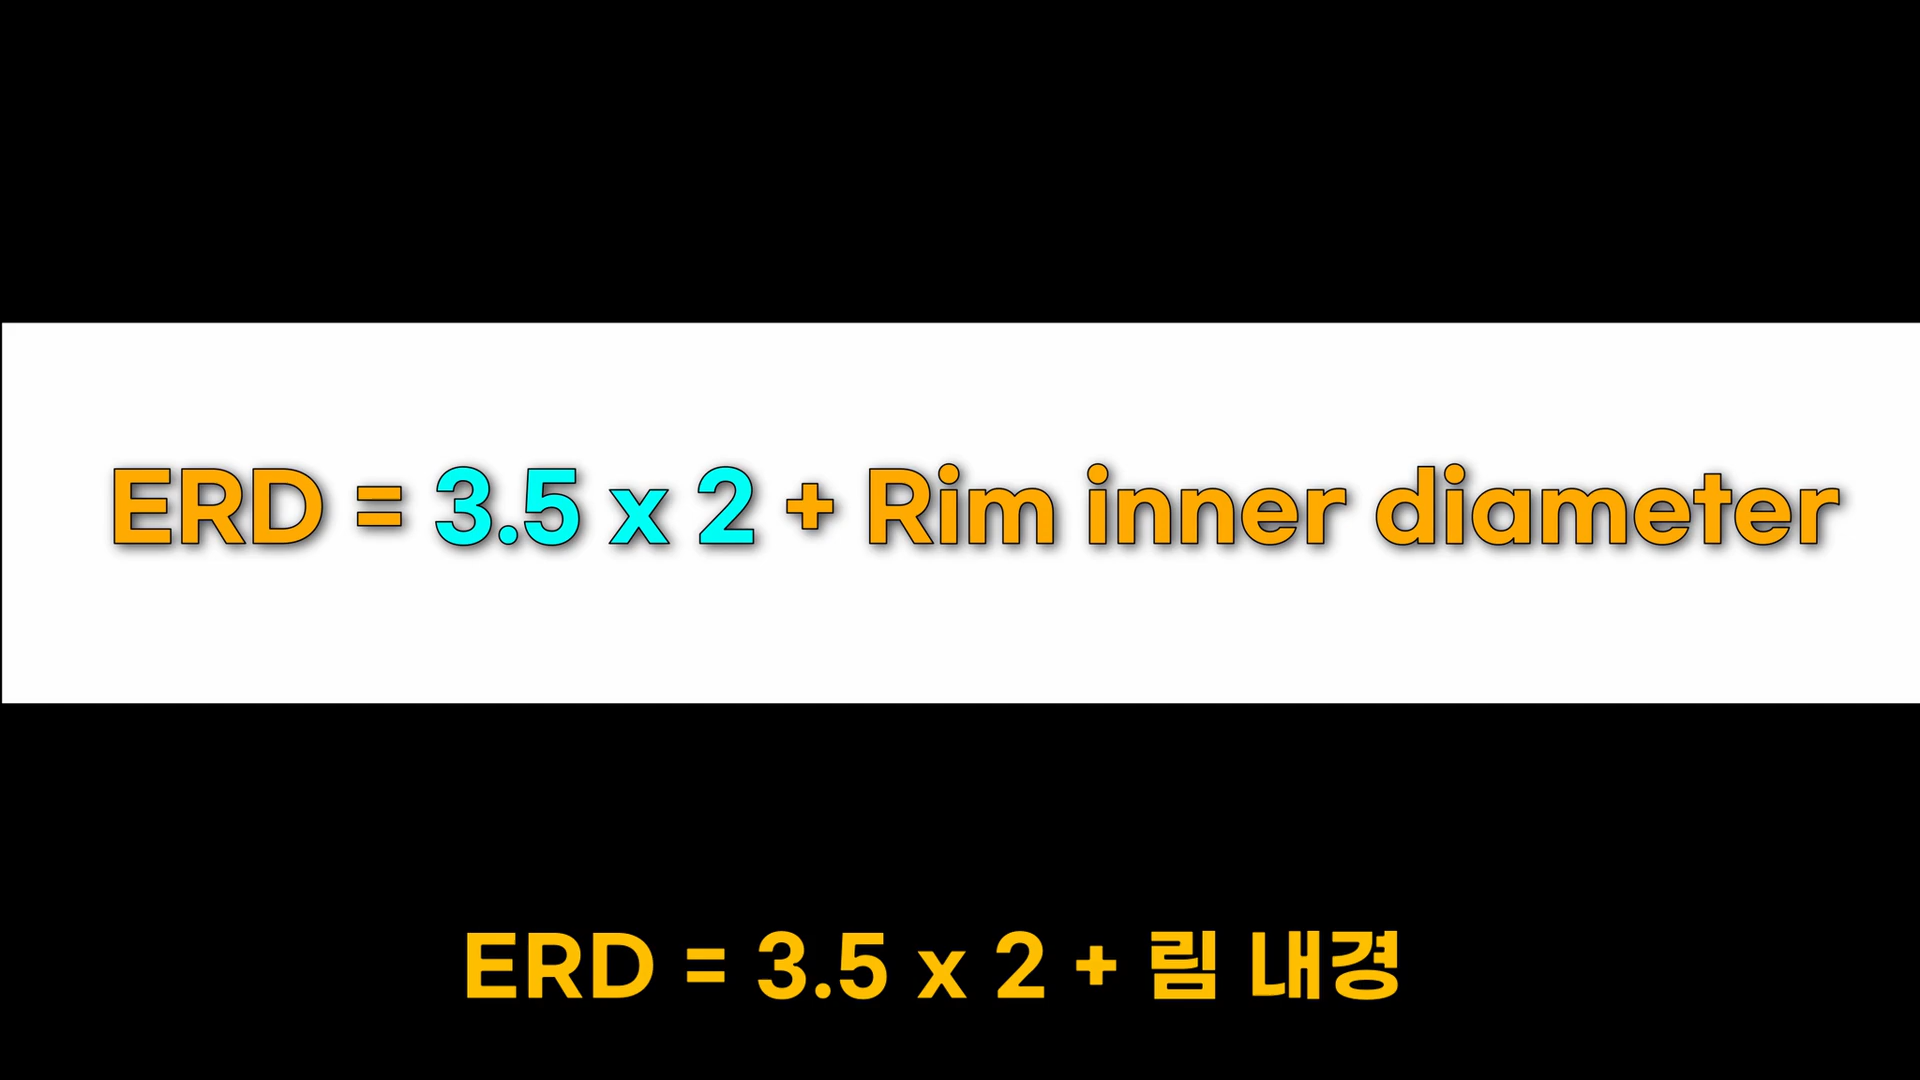 ERD = 3.5 x 2 + Rim inner diameter
ERD = 3.5 x 2 + 림 내경